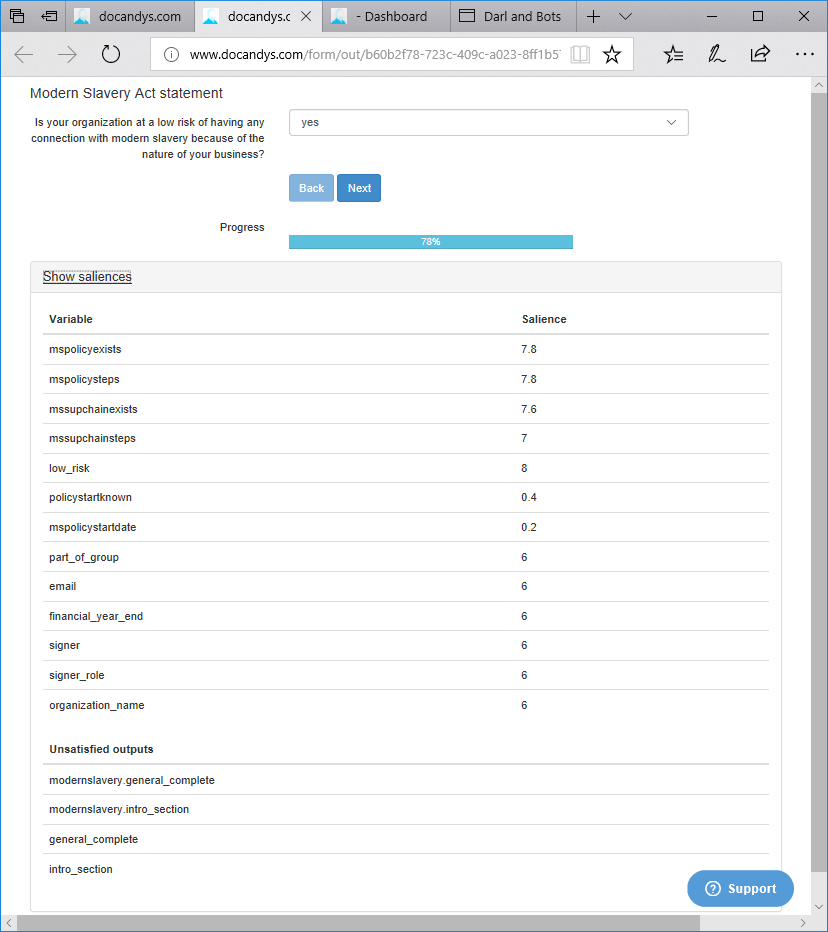 docandys.com
docandys.c
- Dashboard
Darl and Bots
www.docandys.com/form/out/b60b2f78-723c-409c-a023-8ff1b5
Modern Slavery Act statement
Is your organization at a low risk of having any
connection with modern slavery because of the
nature of your business?
yes
Back Next
Progress
78%
Show saliences
Variable Salience
mspolicyexists 7.8
mspolicysteps 7.8
mssupchainexists 7.6
mssupchainsteps 7
low_risk 8
policystartknown 0.4
mspolicystartdate 0.2
part_of_group 6
email 6
financial_year_end 6
signer 6
signer_role 6
organization_name 6
Unsatisfied outputs
modernslavery.general_complete
modernslavery.intro_section
general_complete
intro_section
Support